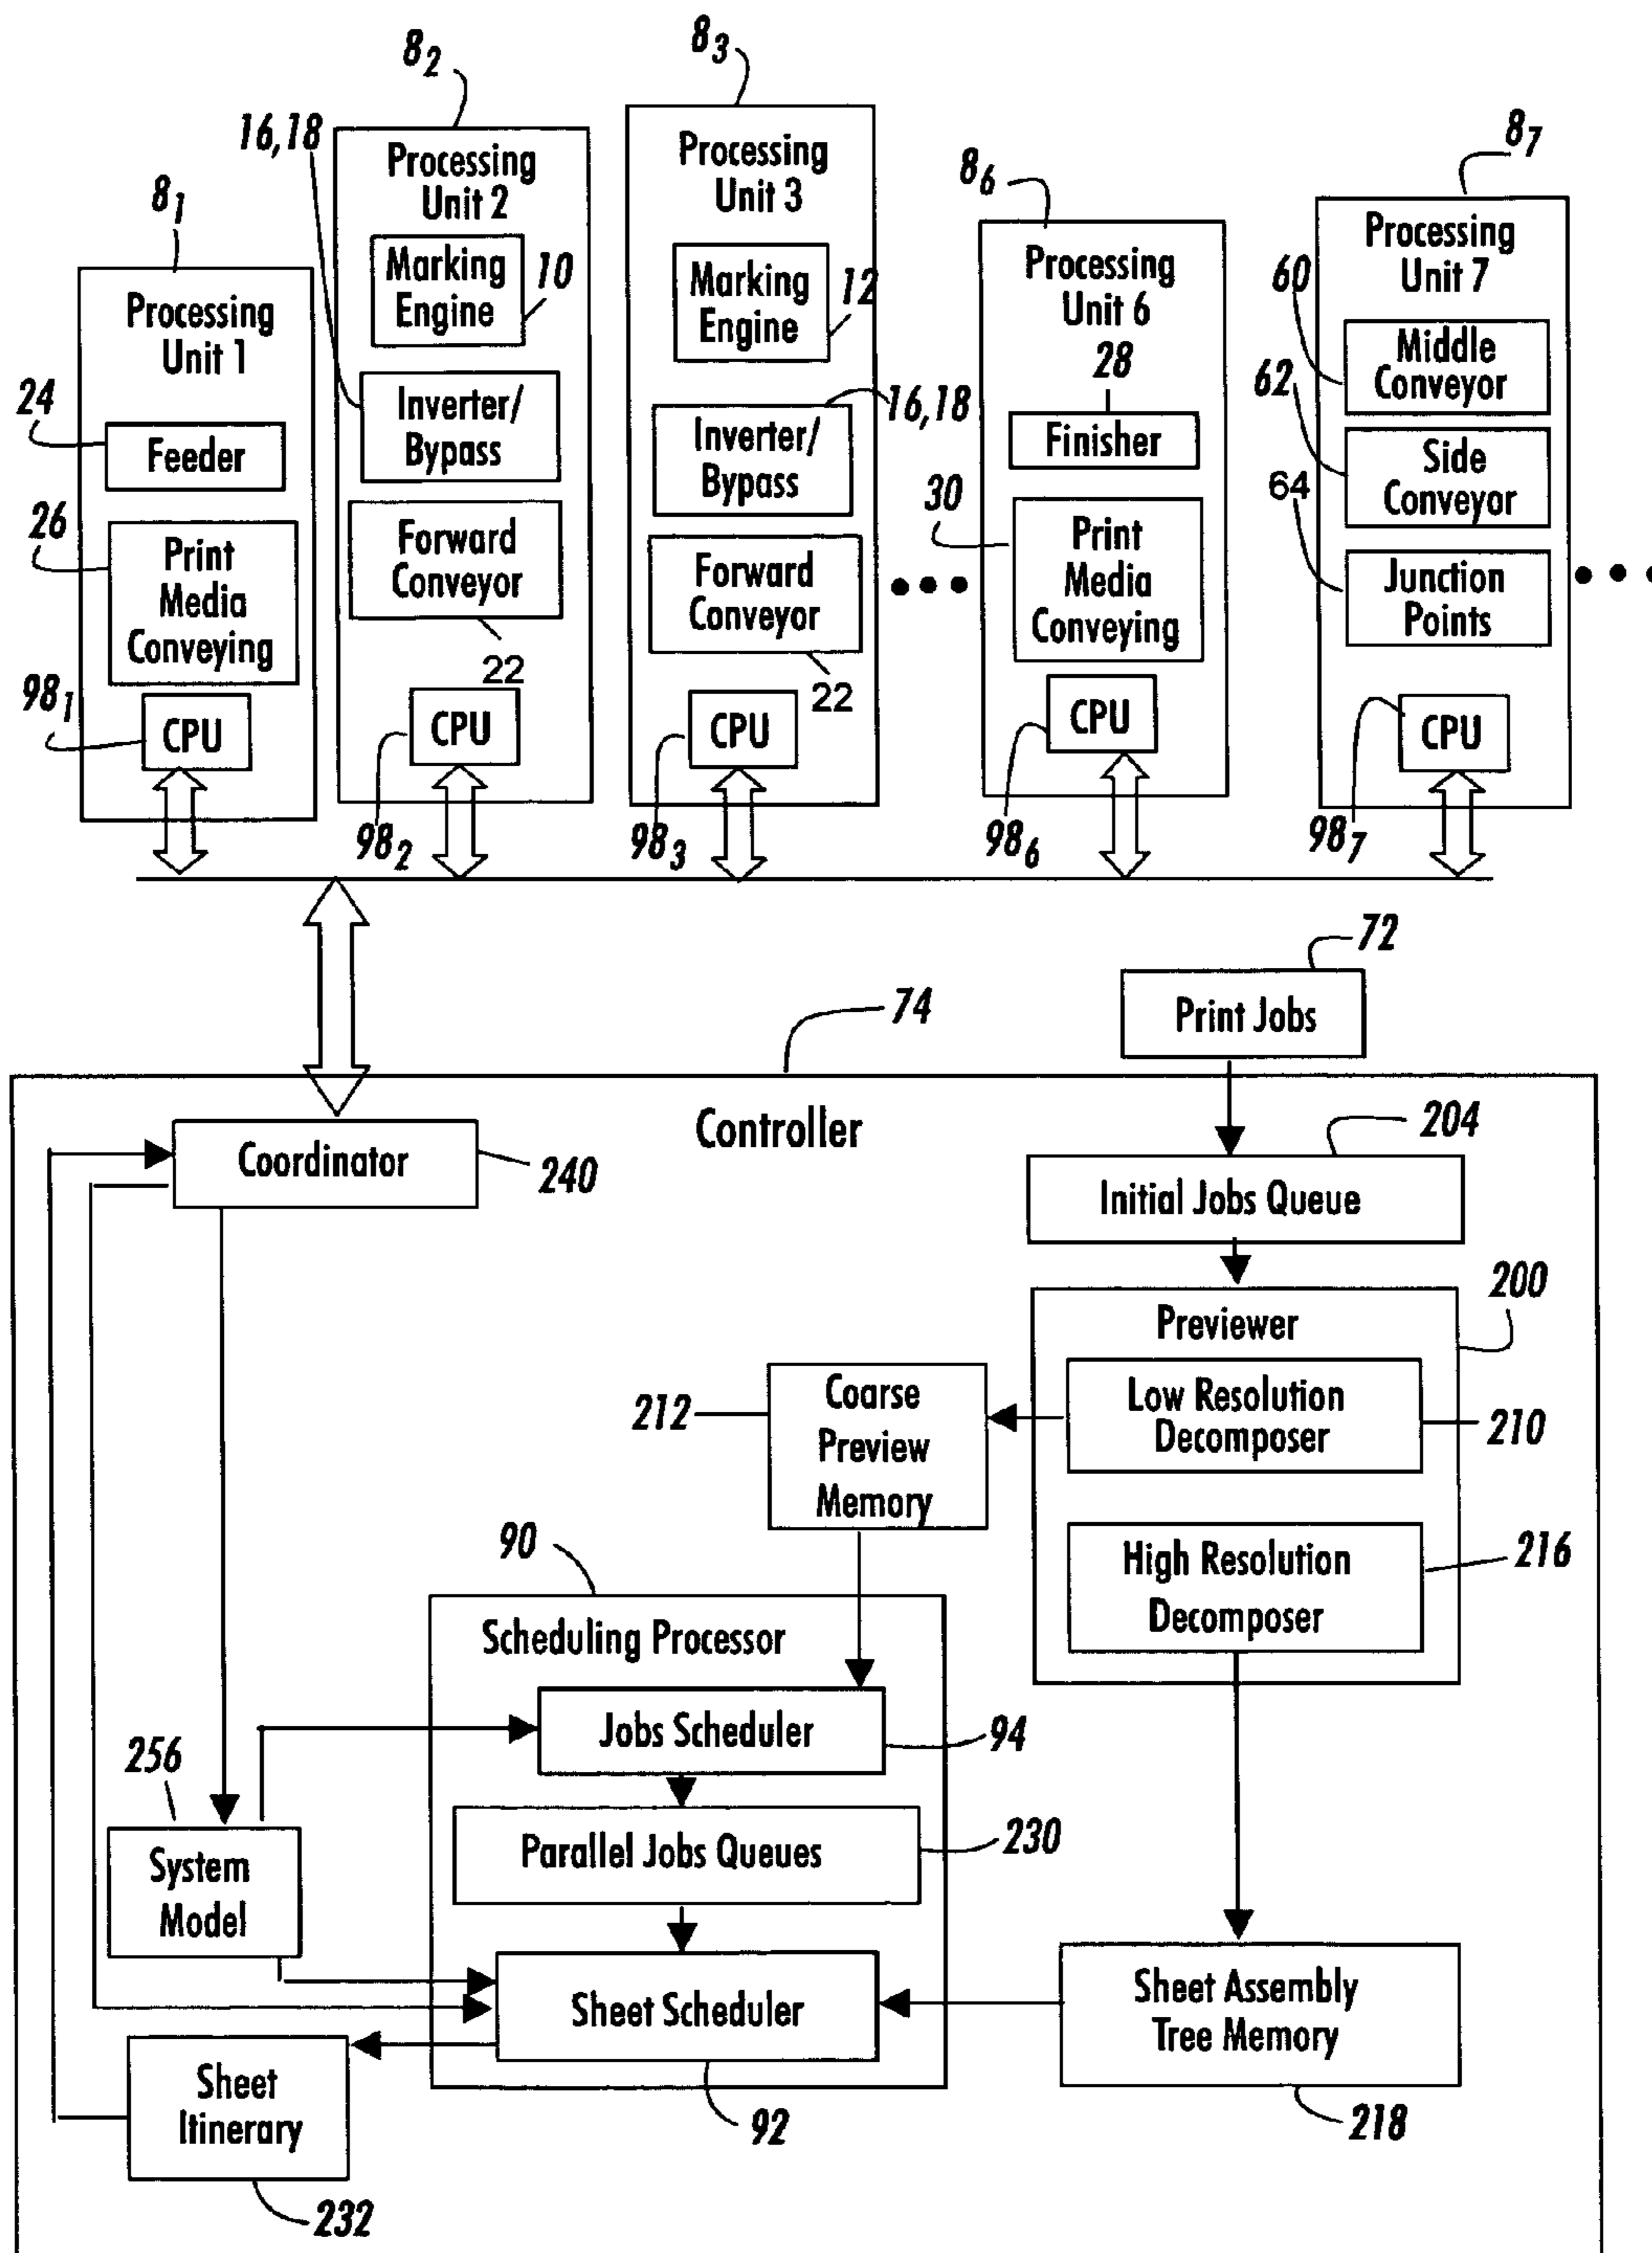 8₁
8₂
8₃
8₆
8₇
Processing
Unit 1
24
Feeder
26
Print
Media
Conveying
98₁
CPU
16,18
Processing
Unit 2
Marking
Engine
10
Inverter/
Bypass
Forward
Conveyor
22
CPU
98₂
Processing
Unit 3
Marking
Engine
12
16,18
Inverter/
Bypass
Forward
Conveyor
22
CPU
98₃
Processing
Unit 6
28
Finisher
30
Print
Media
Conveying
CPU
98₆
Processing
Unit 7
60
Middle
Conveyor
62
Side
Conveyor
64
Junction
Points
CPU
98₇
72
Print Jobs
74
Controller
Coordinator
240
204
Initial Jobs Queue
200
Previewer
Low Resolution
Decomposer
210
212
Coarse
Preview
Memory
High Resolution
Decomposer
216
90
Scheduling Processor
Jobs Scheduler
94
256
System
Model
Parallel Jobs Queues
230
Sheet Scheduler
92
Sheet Assembly
Tree Memory
218
Sheet
Itinerary
232